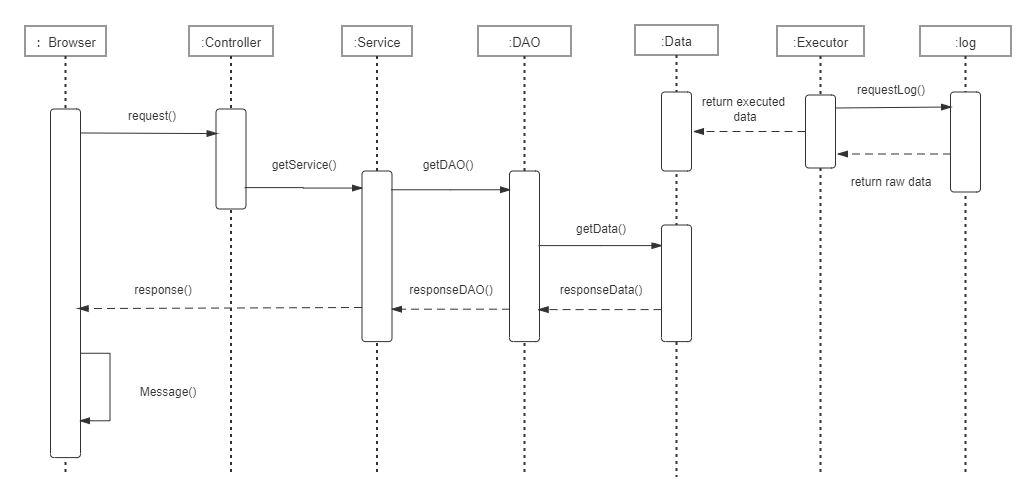 : Browser
:Controller
:Service
:DAO
:Data
:Executor
:log
requestLog()
return executed
data
request()
getService()
getDAO()
return raw data
getData()
response()
responseDAO()
responseData()
Message()